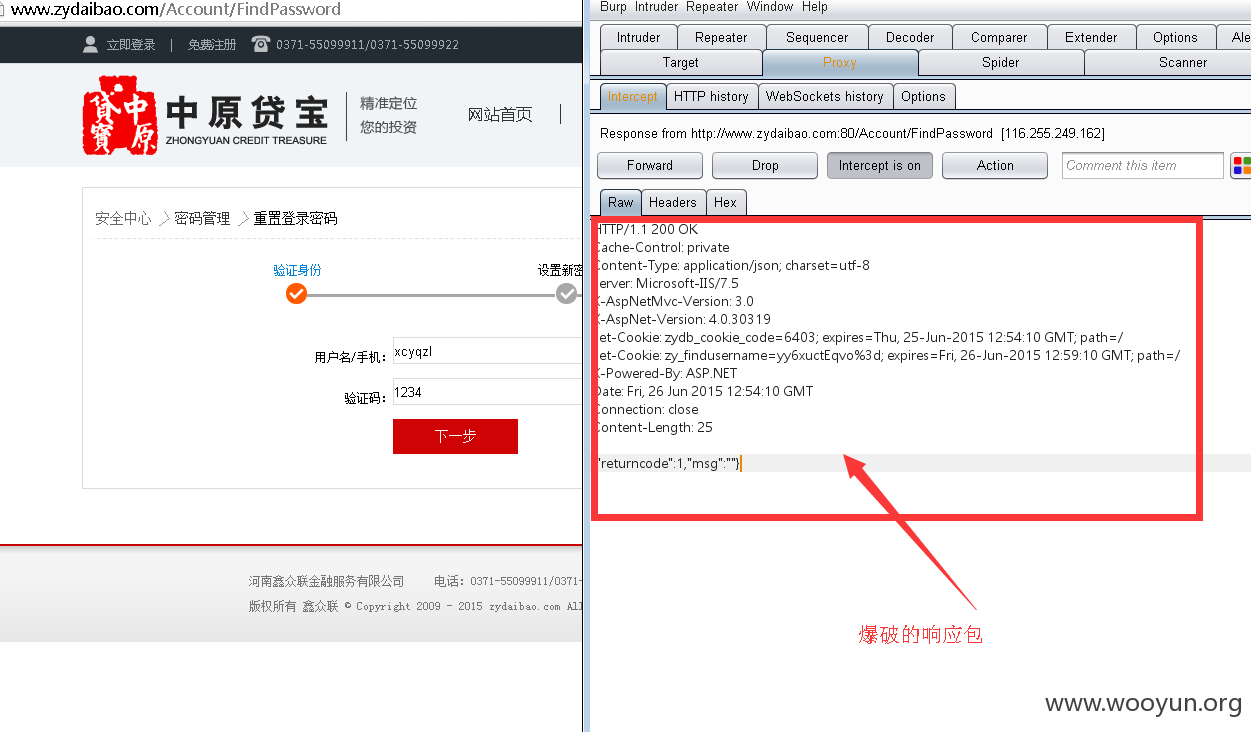 www.zydaibao.com/Account/FindPassword
立即登录 | 免费注册 0371-55099911/0371-55099922
中原貸寶
中原贷宝
ZHONGYUAN CREDIT TREASURE
精准定位
您的投资
网站首页
安全中心 密码管理 重置登录密码
验证身份 设置新密
用户名/手机: xcyqzl
验证码: 1234
下一步
河南鑫众联金融服务有限公司 电话: 0371-55099911/0371-
版权所有 鑫众联 © Copyright 2009 - 2015 zydaibao.com All
Burp Intruder Repeater Window Help
Intruder Repeater Sequencer Decoder Comparer Extender Options Ale
Target Proxy Spider Scanner
Intercept HTTP history WebSockets history Options
Response from http://www.zydaibao.com:80/Account/FindPassword [116.255.249.162]
Forward Drop Intercept is on Action Comment this item
Raw Headers Hex
HTTP/1.1 200 OK
Cache-Control: private
Content-Type: application/json; charset=utf-8
Server: Microsoft-IIS/7.5
X-AspNetMvc-Version: 3.0
X-AspNet-Version: 4.0.30319
Set-Cookie: zydb_cookie_code=6403; expires=Thu, 25-Jun-2015 12:54:10 GMT; path=/
Set-Cookie: zy_findusername=yy6xuctEqvo%3d; expires=Fri, 26-Jun-2015 12:59:10 GMT; path=/
X-Powered-By: ASP.NET
Date: Fri, 26 Jun 2015 12:54:10 GMT
Connection: close
Content-Length: 25
"returncode":1,"msg":""}
爆破的响应包
www.wooyun.org